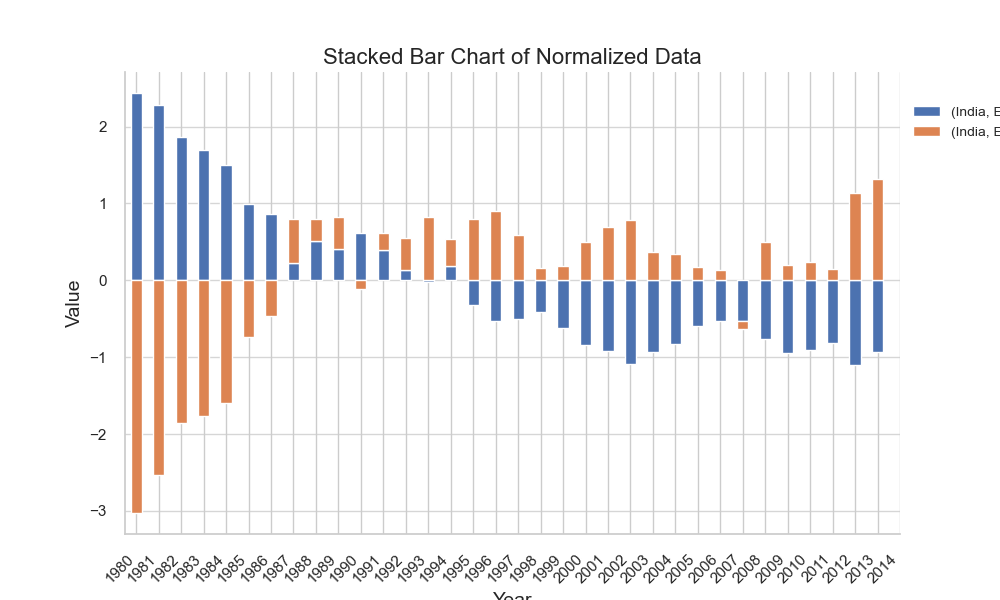 Stacked Bar Chart of Normalized Data
(India, E
(India, E
Value
2
1
0
−1
−2
−3
1980 1981 1982 1983 1984 1985 1986 1987 1988 1989 1990 1991 1992 1993 1994 1995 1996 1997 1998 1999 2000 2001 2002 2003 2004 2005 2006 2007 2008 2009 2010 2011 2012 2013 2014
Year